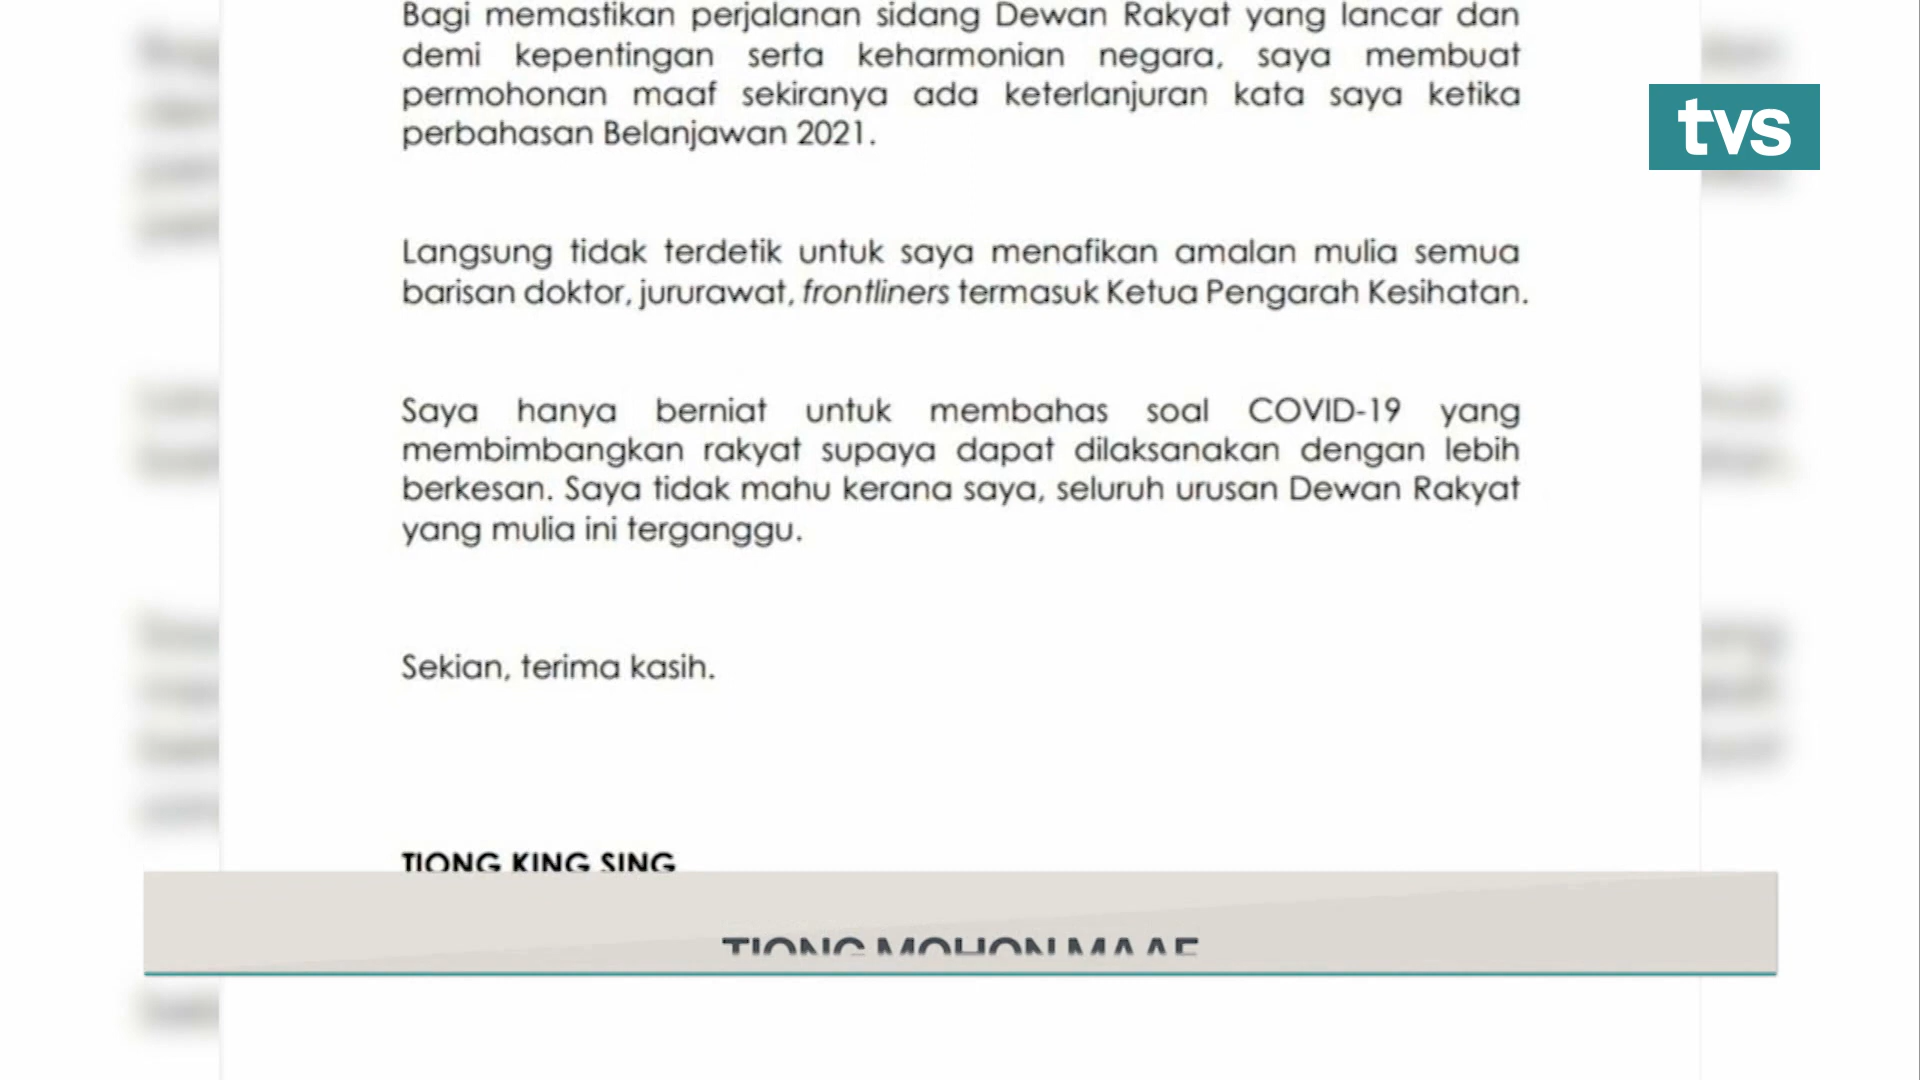 Bagi memastikan perjalanan sidang Dewan Rakyat yang lancar dan
demi kepentingan serta keharmonian negara, saya membuat
permohonan maaf sekiranya ada keterlanjuran kata saya ketika
perbahasan Belanjawan 2021.
tvs
Langsung tidak terdetik untuk saya menafikan amalan mulia semua
barisan doktor, jururawat, frontliners termasuk Ketua Pengarah Kesihatan.
Saya hanya berniat untuk membahas soal COVID-19 yang
membimbangkan rakyat supaya dapat dilaksanakan dengan lebih
berkesan. Saya tidak mahu kerana saya, seluruh urusan Dewan Rakyat
yang mulia ini terganggu.
Sekian, terima kasih.
TIONG KING SING
TIONG MOHON MAAF